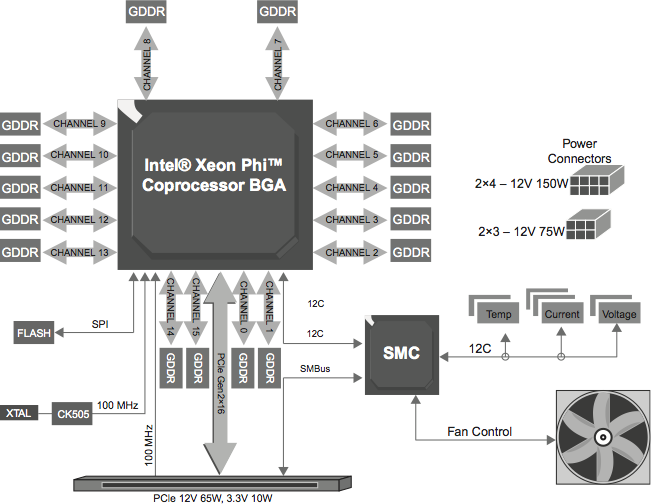 GDDR
GDDR
CHANNEL 8
CHANNEL 7
GDDR
CHANNEL 9
CHANNEL 6
GDDR
GDDR
CHANNEL 10
CHANNEL 5
GDDR
GDDR
CHANNEL 11
CHANNEL 4
GDDR
GDDR
CHANNEL 12
CHANNEL 3
GDDR
GDDR
CHANNEL 13
CHANNEL 2
GDDR
Intel® Xeon Phi™
Coprocessor BGA
Power
Connectors
2×4 – 12V 150W
2×3 – 12V 75W
CHANNEL 14
CHANNEL 15
PCIe Gen2×16
CHANNEL 0
CHANNEL 1
GDDR
GDDR
GDDR
GDDR
12C
12C
SPI
FLASH
SMBus
SMC
12C
Temp
Current
Voltage
XTAL
CK505
100 MHz
100 MHz
Fan Control
PCIe 12V 65W, 3.3V 10W